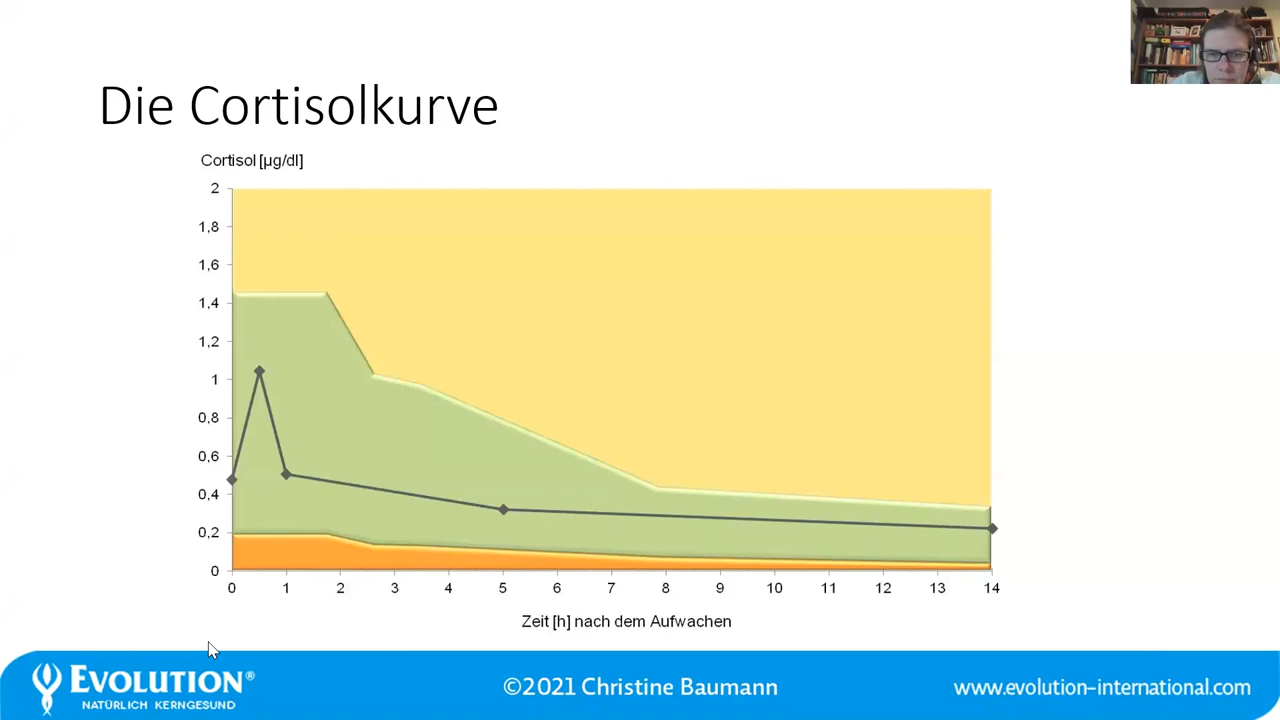 Die Cortisolkurve
Cortisol [µg/dl]
2
1,8
1,6
1,4
1,2
1
0,8
0,6
0,4
0,2
0
0 1 2 3 4 5 6 7 8 9 10 11 12 13 14
Zeit [h] nach dem Aufwachen
EVOLUTION®
NATÜRLICH KERNGESUND
©2021 Christine Baumann
www.evolution-international.com